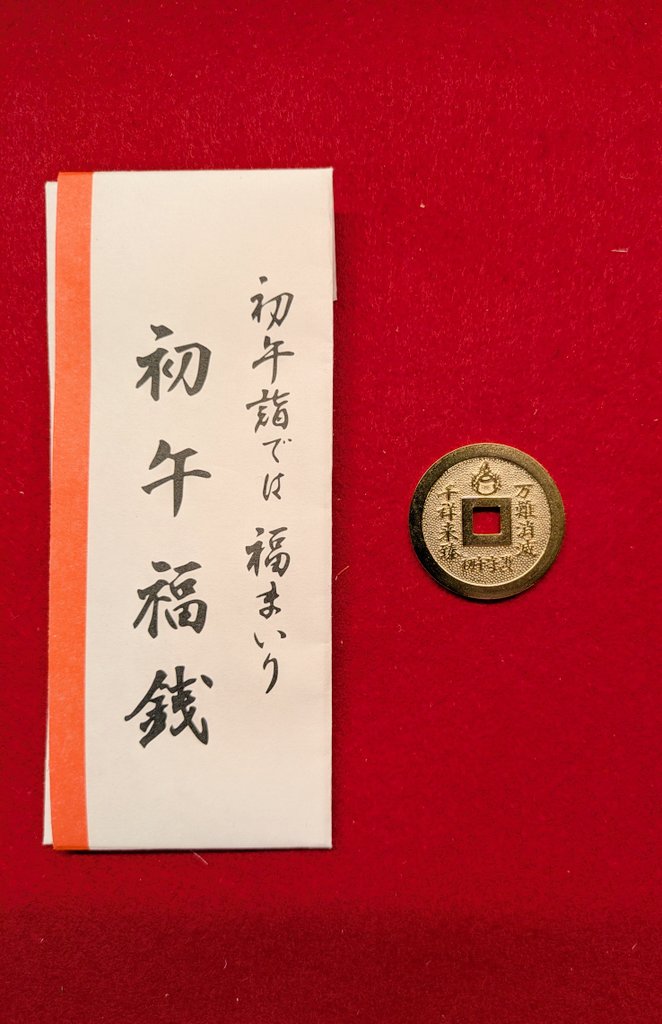 初午詣では 福まいり
初午福銭
万難消滅
千祥来臻